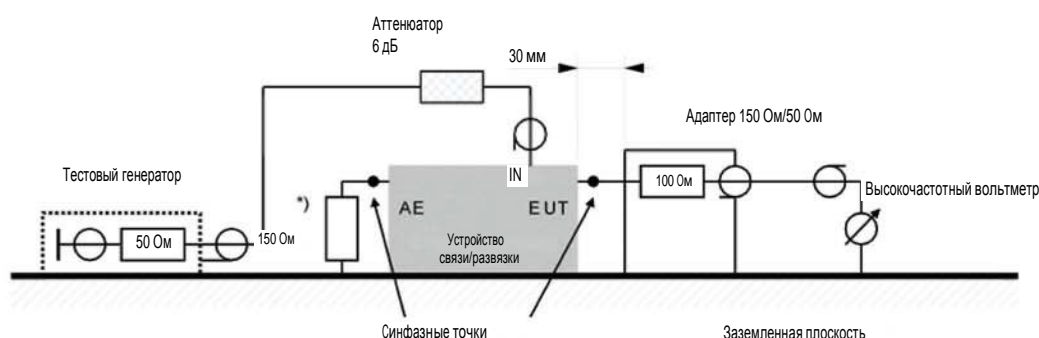 Аттенюатор
6 дБ
30 мм
Адаптер 150 Ом/50 Ом
Тестовый генератор
IN
100 Ом
Высокочастотный вольтметр
*)
AE
EUT
50 Ом
150 Ом
Устройство
связи/развязки
Синфазные точки
Заземленная плоскость